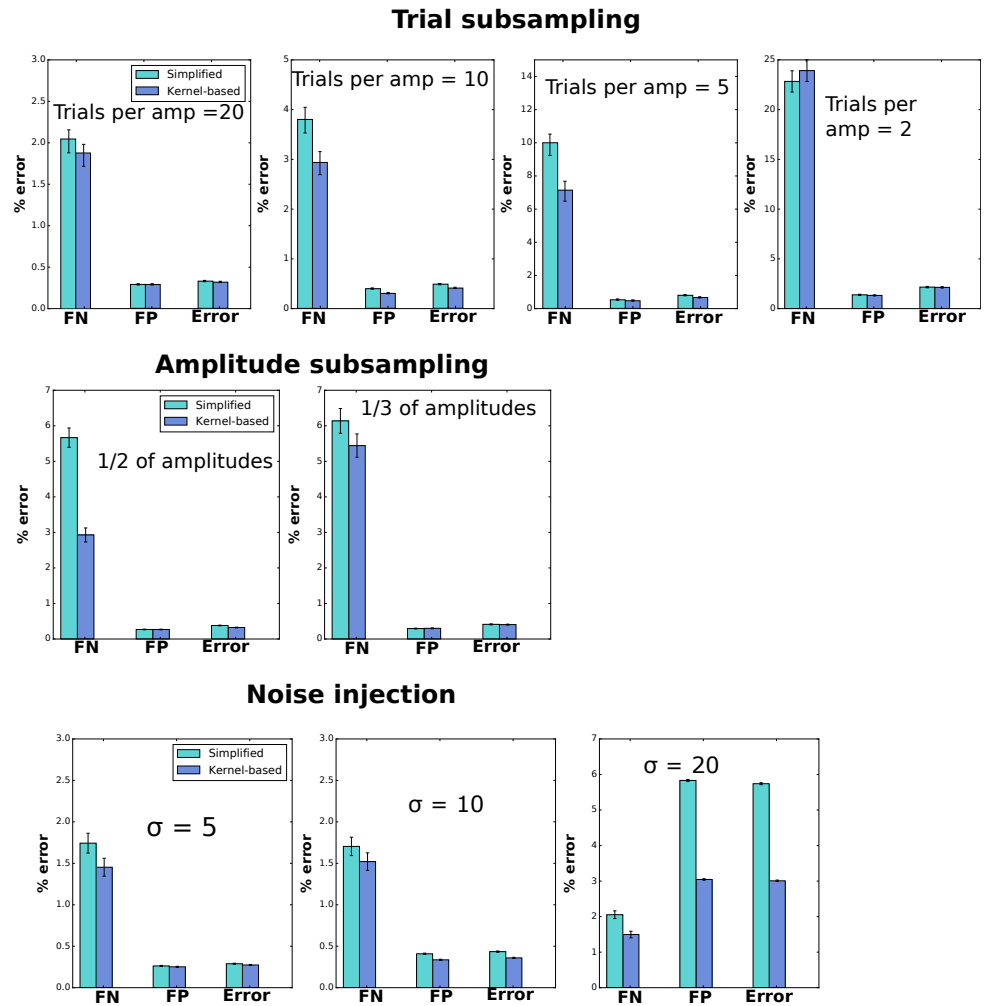 Trial subsampling
3.0
2.5
2.0
1.5
1.0
0.5
0.0
% error
Simplified
Kernel-based
Trials per amp =20
FN
FP
Error
5
4
3
2
1
0
% error
Trials per amp = 10
FN
FP
Error
14
12
10
8
6
4
2
0
% error
Trials per amp = 5
FN
FP
Error
25
20
15
10
5
0
% error
Trials per
amp = 2
FN
FP
Error
Amplitude subsampling
7
6
5
4
3
2
1
0
% error
Simplified
Kernel-based
1/2 of amplitudes
FN
FP
Error
7
6
5
4
3
2
1
0
% error
1/3 of amplitudes
FN
FP
Error
Noise injection
3.0
2.5
2.0
1.5
1.0
0.5
0.0
% error
Simplified
Kernel-based
σ = 5
FN
FP
Error
3.0
2.5
2.0
1.5
1.0
0.5
0.0
% error
σ = 10
FN
FP
Error
7
6
5
4
3
2
1
0
% error
σ = 20
FN
FP
Error